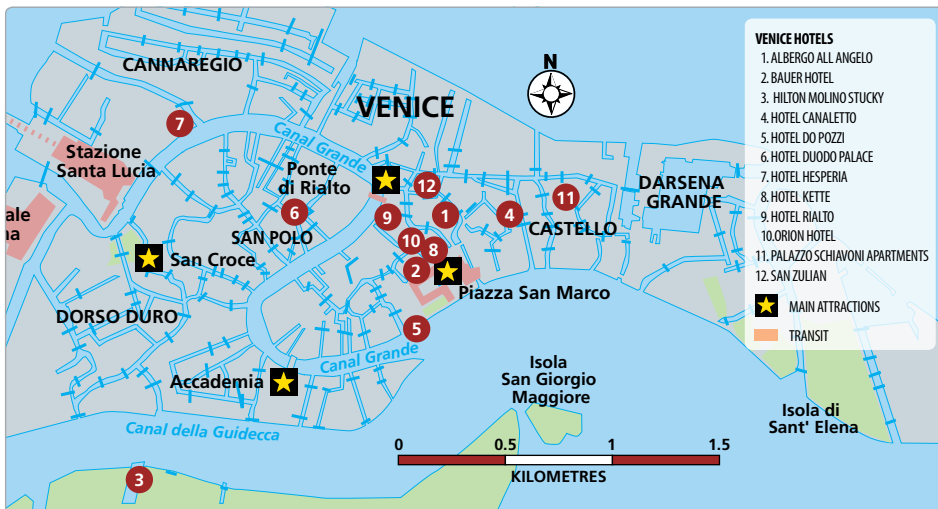 CANNAREGIO
VENICE
N
Canal Grande
7
Stazione
Santa Lucia
Ponte
di Rialto
12
11
DARSENA
GRANDE
6
9
1
4
ale
na
SAN POLO
CASTELLO
10
8
San Croce
2
Piazza San Marco
DORSO DURO
5
Canal Grande
Accademia
Isola
San Giorgio
Maggiore
Isola di
Sant' Elena
Canal della Guidecca
0 0.5 1 1.5
KILOMETRES
3
VENICE HOTELS
1. ALBERGO ALL ANGELO
2. BAUER HOTEL
3. HILTON MOLINO STUCKY
4. HOTEL CANALETTO
5. HOTEL DO POZZI
6. HOTEL DUODO PALACE
7. HOTEL HESPERIA
8. HOTEL KETTE
9. HOTEL RIALTO
10. ORION HOTEL
11. PALAZZO SCHIAVONI APARTMENTS
12. SAN ZULIAN
MAIN ATTRACTIONS
TRANSIT